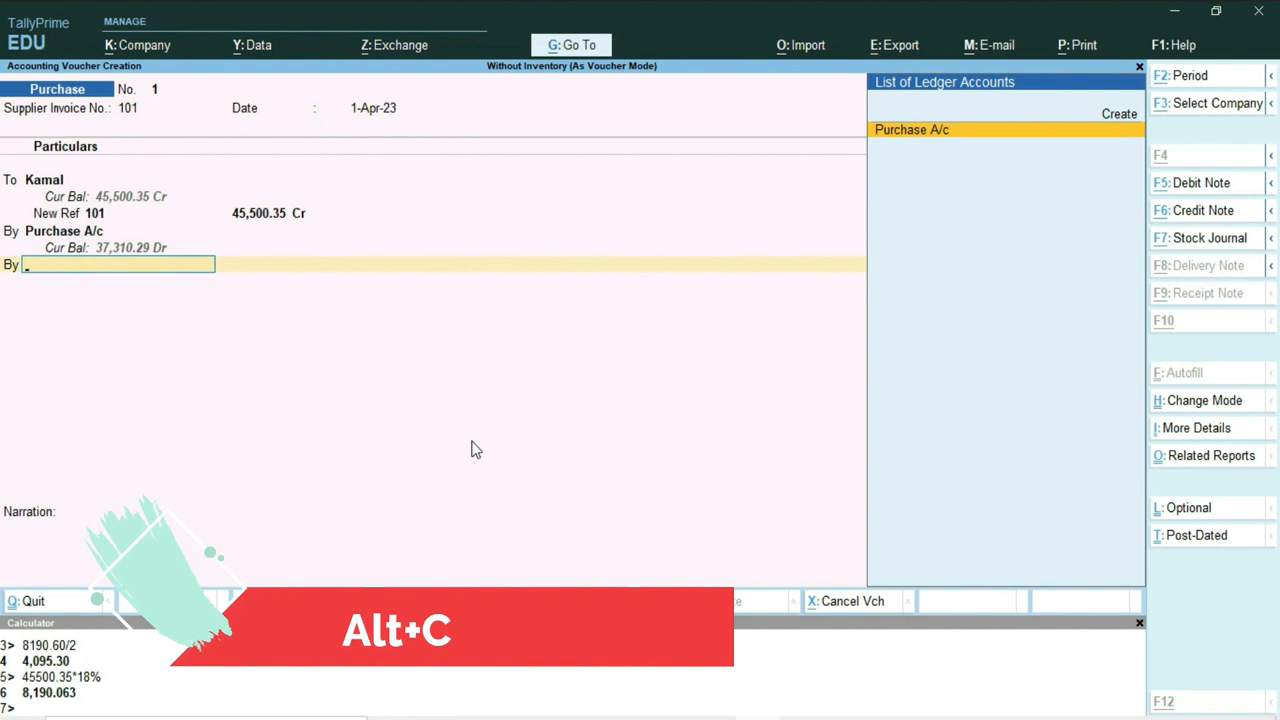 TallyPrime
EDU
MANAGE
K: Company
Y: Data
Z: Exchange
G: Go To
O: Import
E: Export
M: E-mail
P: Print
F1: Help
Accounting Voucher Creation
Without Inventory (As Voucher Mode)
Purchase No. 1
Supplier Invoice No.: 101 Date : 1-Apr-23
Particulars
To Kamal
Cur Bal: 45,500.35 Cr
New Ref 101 45,500.35 Cr
By Purchase A/c
Cur Bal: 37,310.29 Dr
By
Narration:
List of Ledger Accounts
Create
Purchase A/c
F2: Period
F3: Select Company
F4
F5: Debit Note
F6: Credit Note
F7: Stock Journal
F8: Delivery Note
F9: Receipt Note
F10
F: Autofill
H: Change Mode
I: More Details
O: Related Reports
L: Optional
T: Post-Dated
F12
Q: Quit
X: Cancel Vch
Alt+C
Calculator
3> 8190.60/2
4 4,095.30
5> 45500.35*18%
6 8,190.063
7>